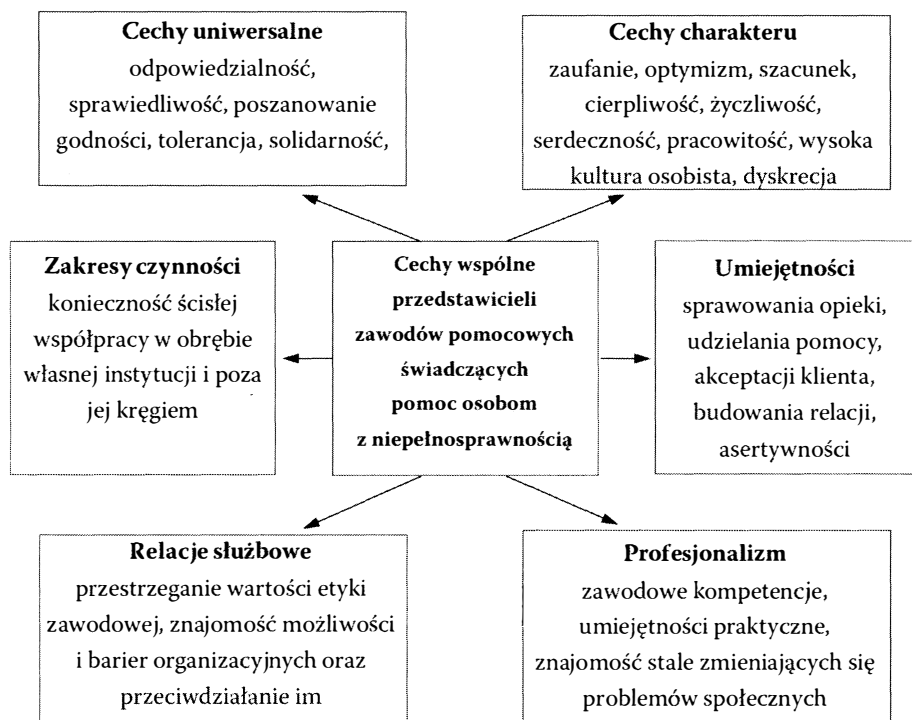 Cechy uniwersalne
odpowiedzialność,
sprawiedliwość, poszanowanie
godności, tolerancja, solidarność,
Cechy charakteru
zaufanie, optymizm, szacunek,
cierpliwość, życzliwość,
serdeczność, pracowitość, wysoka
kultura osobista, dyskrecja
Zakresy czynności
konieczność ścisłej
współpracy w obrębie
własnej instytucji i poza
jej kręgiem
Cechy wspólne
przedstawicieli
zawodów pomocowych
świadczących
pomoc osobom
z niepełnosprawnością
Umiejętności
sprawowania opieki,
udzielania pomocy,
akceptacji klienta,
budowania relacji,
asertywności
Relacje służbowe
przestrzeganie wartości etyki
zawodowej, znajomość możliwości
i barier organizacyjnych oraz
przeciwdziałanie im
Profesjonalizm
zawodowe kompetencje,
umiejętności praktyczne,
znajomość stale zmieniających się
problemów społecznych